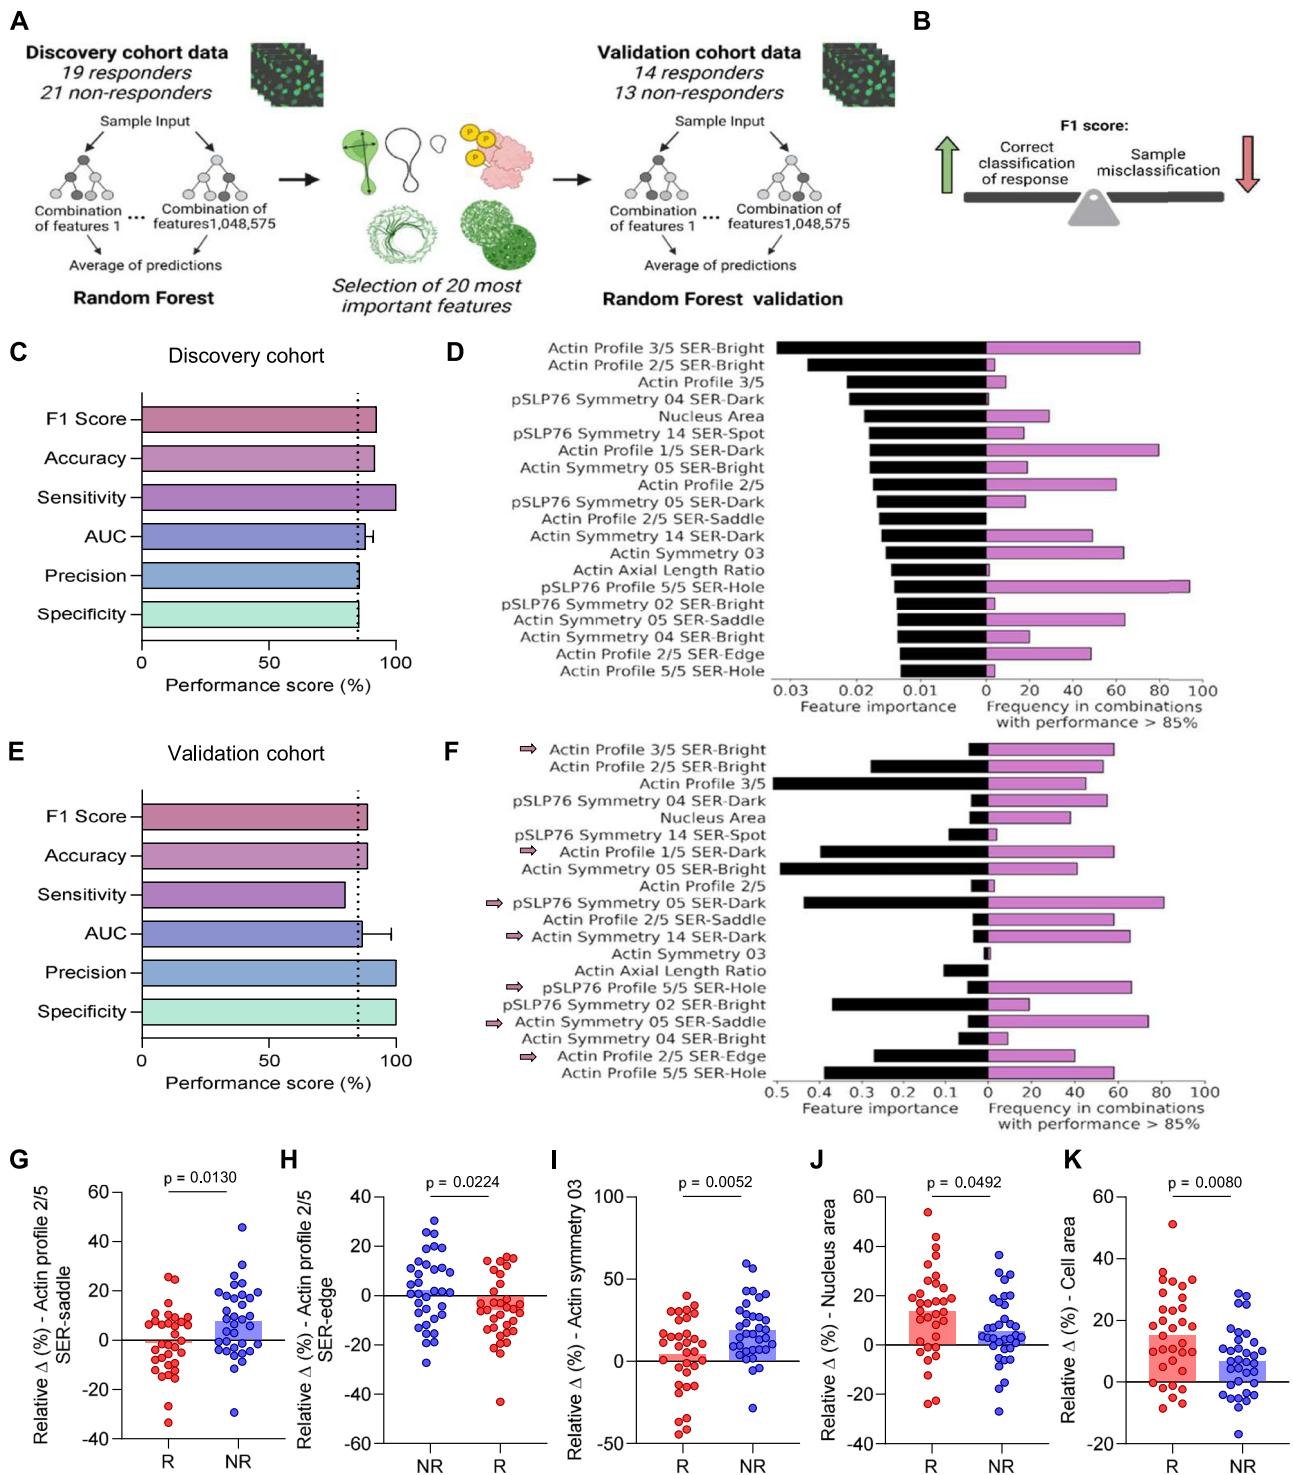 A
Discovery cohort data
19 responders
21 non-responders
Sample Input
Combination
of features 1
...
Combination of
features1,048,575
Average of predictions
Random Forest
P
P
P
Selection of 20 most
important features
Validation cohort data
14 responders
13 non-responders
Sample Input
Combination
of features 1
...
Combination of
features1,048,575
Average of predictions
Random Forest validation
B
F1 score:
Correct
classification
of response
Sample
misclassification
C
Discovery cohort
F1 Score
Accuracy
Sensitivity
AUC
Precision
Specificity
0
50
100
Performance score (%)
D
Actin Profile 3/5 SER-Bright
Actin Profile 2/5 SER-Bright
Actin Profile 3/5
pSLP76 Symmetry 04 SER-Dark
Nucleus Area
pSLP76 Symmetry 14 SER-Spot
Actin Profile 1/5 SER-Dark
Actin Symmetry 05 SER-Bright
Actin Profile 2/5
pSLP76 Symmetry 05 SER-Dark
Actin Profile 2/5 SER-Saddle
Actin Symmetry 14 SER-Dark
Actin Symmetry 03
Actin Axial Length Ratio
pSLP76 Profile 5/5 SER-Hole
pSLP76 Symmetry 02 SER-Bright
Actin Symmetry 05 SER-Saddle
Actin Symmetry 04 SER-Bright
Actin Profile 2/5 SER-Edge
Actin Profile 5/5 SER-Hole
0.03 0.02 0.01 0 20 40 60 80 100
Feature importance
Frequency in combinations
with performance > 85%
E
Validation cohort
F1 Score
Accuracy
Sensitivity
AUC
Precision
Specificity
0
50
100
Performance score (%)
F
Actin Profile 3/5 SER-Bright
Actin Profile 2/5 SER-Bright
Actin Profile 3/5
pSLP76 Symmetry 04 SER-Dark
Nucleus Area
pSLP76 Symmetry 14 SER-Spot
Actin Profile 1/5 SER-Dark
Actin Symmetry 05 SER-Bright
Actin Profile 2/5
pSLP76 Symmetry 05 SER-Dark
Actin Profile 2/5 SER-Saddle
Actin Symmetry 14 SER-Dark
Actin Symmetry 03
Actin Axial Length Ratio
pSLP76 Profile 5/5 SER-Hole
pSLP76 Symmetry 02 SER-Bright
Actin Symmetry 05 SER-Saddle
Actin Symmetry 04 SER-Bright
Actin Profile 2/5 SER-Edge
Actin Profile 5/5 SER-Hole
0.5 0.4 0.3 0.2 0.1 0 20 40 60 80 100
Feature importance
Frequency in combinations
with performance > 85%
G
Relative Δ (%) - Actin profile 2/5
SER-saddle
p = 0.0130
60
40
20
0
-20
-40
R
NR
H
Relative Δ (%) - Actin profile 2/5
SER-edge
p = 0.0224
40
20
0
-20
-40
-60
NR
R
I
Relative Δ (%) - Actin symmetry 03
p = 0.0052
100
50
0
-50
R
NR
J
Relative Δ (%) - Nucleus area
p = 0.0492
60
40
20
0
-20
-40
R
NR
K
Relative Δ (%) - Cell area
p = 0.0080
60
40
20
0
-20
R
NR